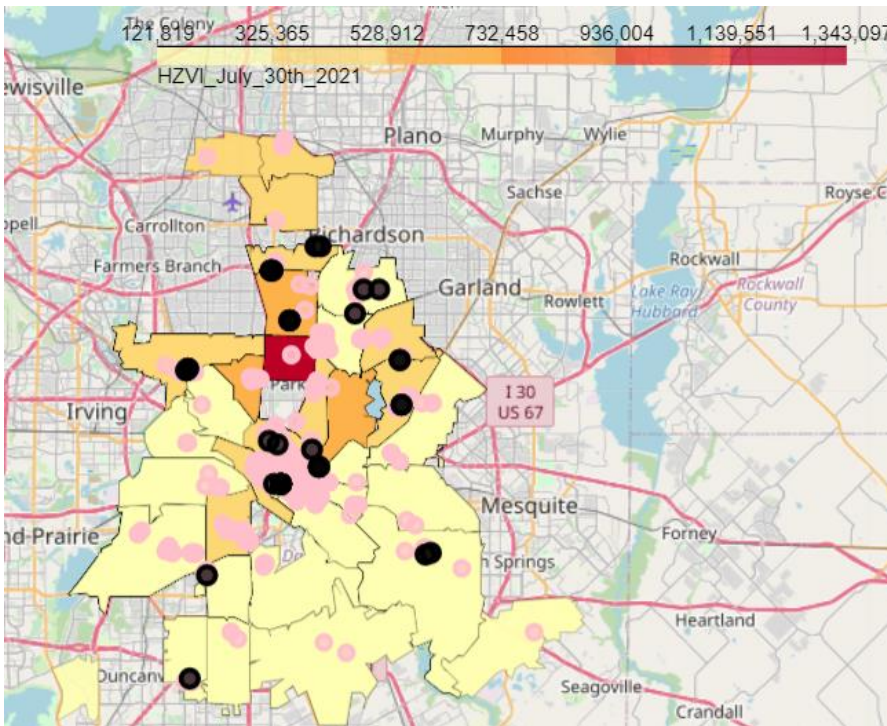 The Colony
121,819 325,365 528,912 732,458 936,004 1,139,551 1,343,097
HZVI_July_30th_2021
ewisville
Plano
Murphy
Wylie
Sachse
Royse C
ppell
Carrollton
Richardson
Farmers Branch
Rockwall
Garland
Rowlett
Lake Ray
Hubbard
Rockwall
County
Park
Irving
I 30
US 67
Mesquite
nd-Prairie
Forney
n Springs
Heartland
Duncanv
Seagoville
Crandall